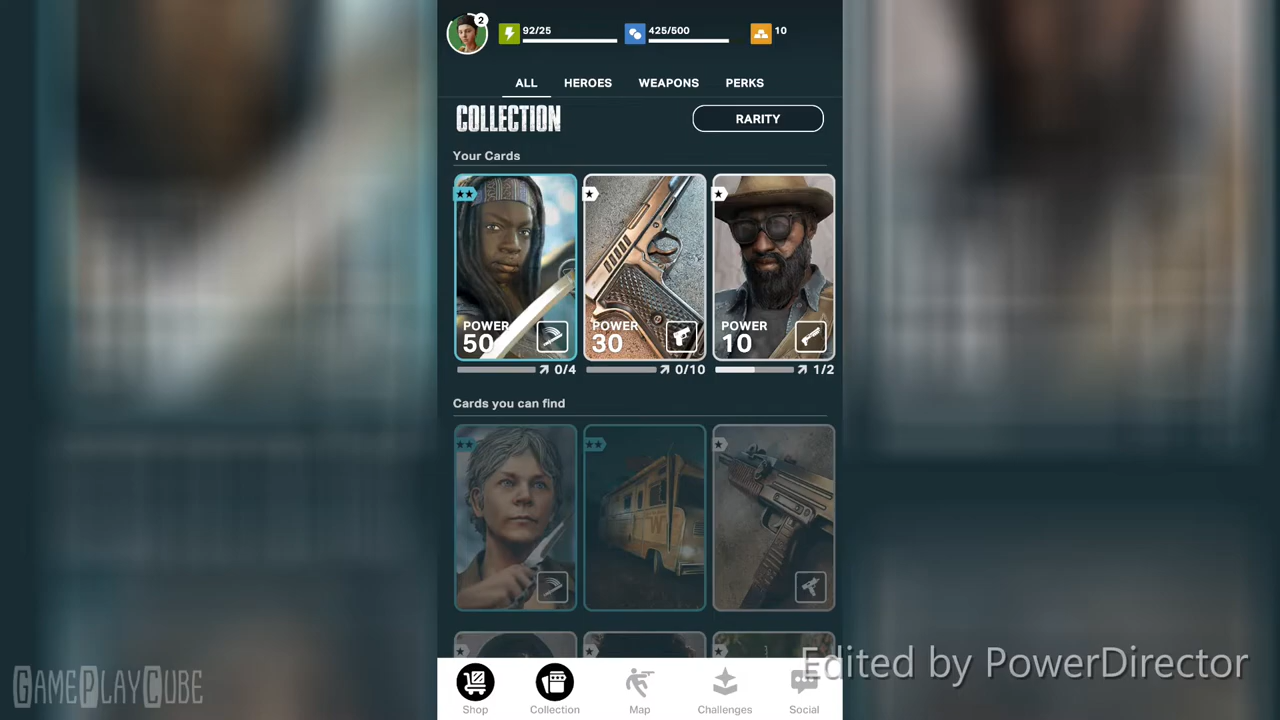 2
92/25
425/500
10
ALL HEROES WEAPONS PERKS
COLLECTION
RARITY
Your Cards
POWER
50
POWER
30
POWER
10
0/4
0/10
1/2
Cards you can find
Shop Collection Map Challenges Social
GAMEPLAYCUBE
Edited by PowerDirector